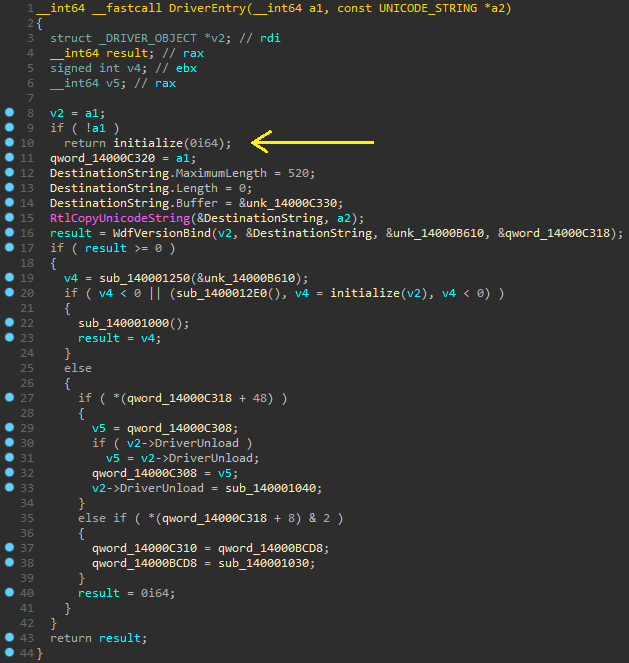 1 __int64 __fastcall DriverEntry(__int64 a1, const UNICODE_STRING *a2)
2 {
3 struct _DRIVER_OBJECT *v2; // rdi
4 __int64 result; // rax
5 signed int v4; // ebx
6 __int64 v5; // rax
7
8 v2 = a1;
9 if ( !a1 )
10 return initialize(0i64);
11 qword_14000C320 = a1;
12 DestinationString.MaximumLength = 520;
13 DestinationString.Length = 0;
14 DestinationString.Buffer = &unk_14000C330;
15 RtlCopyUnicodeString(&DestinationString, a2);
16 result = WdfVersionBind(v2, &DestinationString, &unk_14000B610, &qword_14000C318);
17 if ( result >= 0 )
18 {
19 v4 = sub_140001250(&unk_14000B610);
20 if ( v4 < 0 || (sub_1400012E0(), v4 = initialize(v2), v4 < 0) )
21 {
22 sub_140001000();
23 result = v4;
24 }
25 else
26 {
27 if ( *(qword_14000C318 + 48) )
28 {
29 v5 = qword_14000C308;
30 if ( v2->DriverUnload )
31 v5 = v2->DriverUnload;
32 qword_14000C308 = v5;
33 v2->DriverUnload = sub_140001040;
34 }
35 else if ( *(qword_14000C318 + 8) & 2 )
36 {
37 qword_14000C310 = qword_14000BCD8;
38 qword_14000BCD8 = sub_140001030;
39 }
40 result = 0i64;
41 }
42 }
43 return result;
44 }